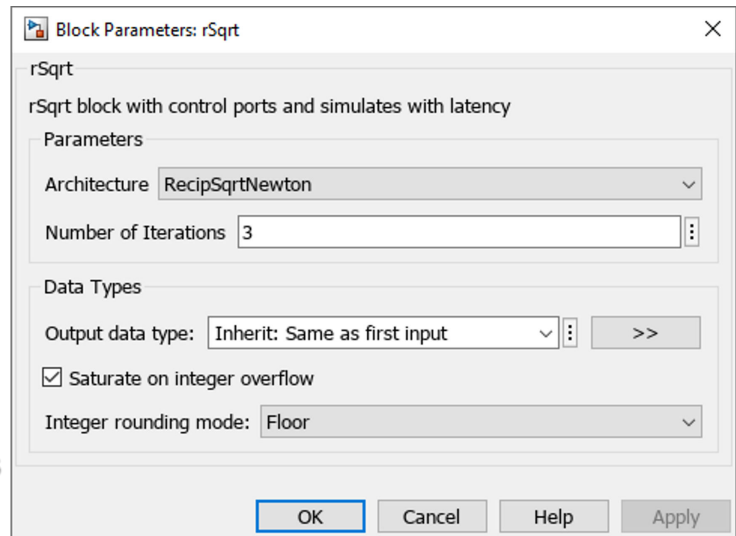 Block Parameters: rSqrt
rSqrt
rSqrt block with control ports and simulates with latency
Parameters
Architecture RecipSqrtNewton
Number of Iterations 3
Data Types
Output data type: Inherit: Same as first input >>
Saturate on integer overflow
Integer rounding mode: Floor
OK Cancel Help Apply